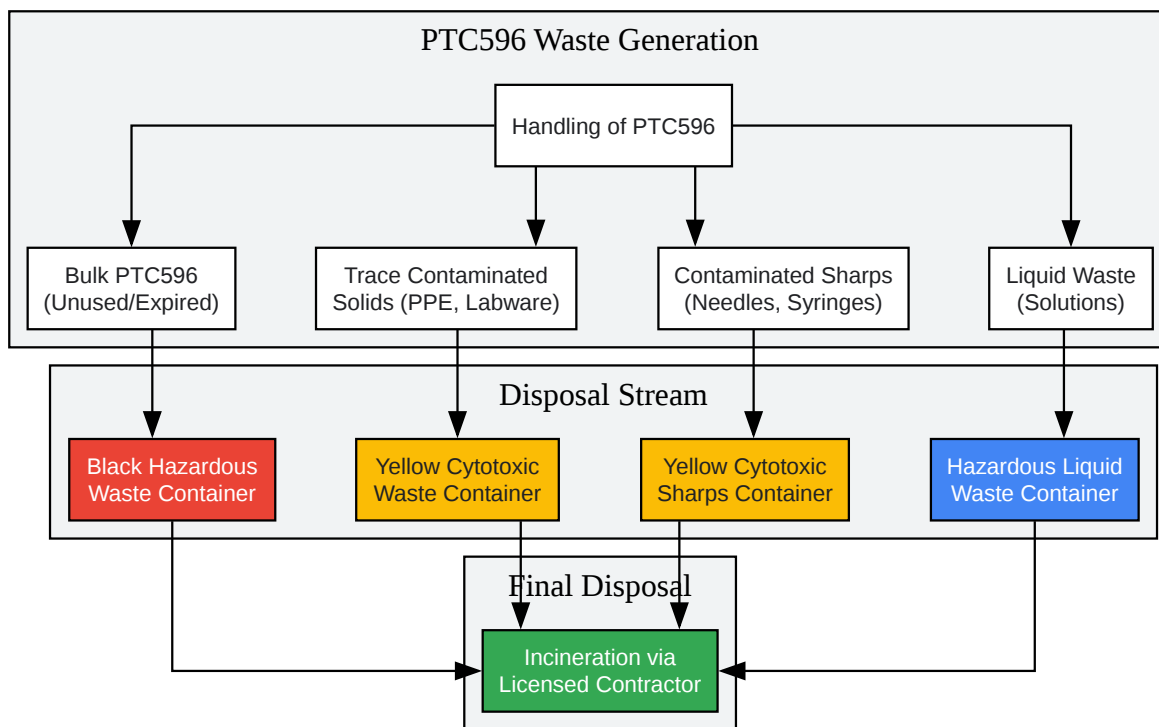 PTC596 Waste Generation
Handling of PTC596
Bulk PTC596
(Unused/Expired)
Trace Contaminated
Solids (PPE, Labware)
Contaminated Sharps
(Needles, Syringes)
Liquid Waste
(Solutions)
Disposal Stream
Black Hazardous
Waste Container
Yellow Cytotoxic
Waste Container
Yellow Cytotoxic
Sharps Container
Hazardous Liquid
Waste Container
Final Disposal
Incineration via
Licensed Contractor